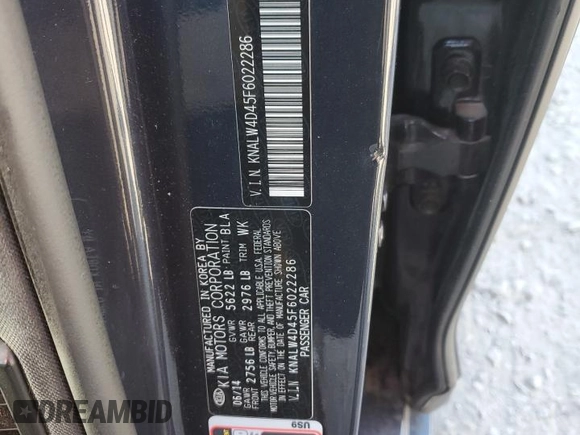 V.I.N KNALW4D45F6022286
MANUFACTURED IN KOREA BY
KIA MOTORS CORPORATION
06/14 GVWR 5622 LB PAINT BLA
GAWR FRONT 2756 LB GAWR REAR 2976 LB TRIM WK
THIS VEHICLE CONFORMS TO ALL APPLICABLE U.S.A. FEDERAL
MOTOR VEHICLE SAFETY, BUMPER, AND THEFT PREVENTION STANDARDS
IN EFFECT ON THE DATE OF MANUFACTURE SHOWN ABOVE.
V.I.N KNALW4D45F6022286
PASSENGER CAR
US9
DREAMBID